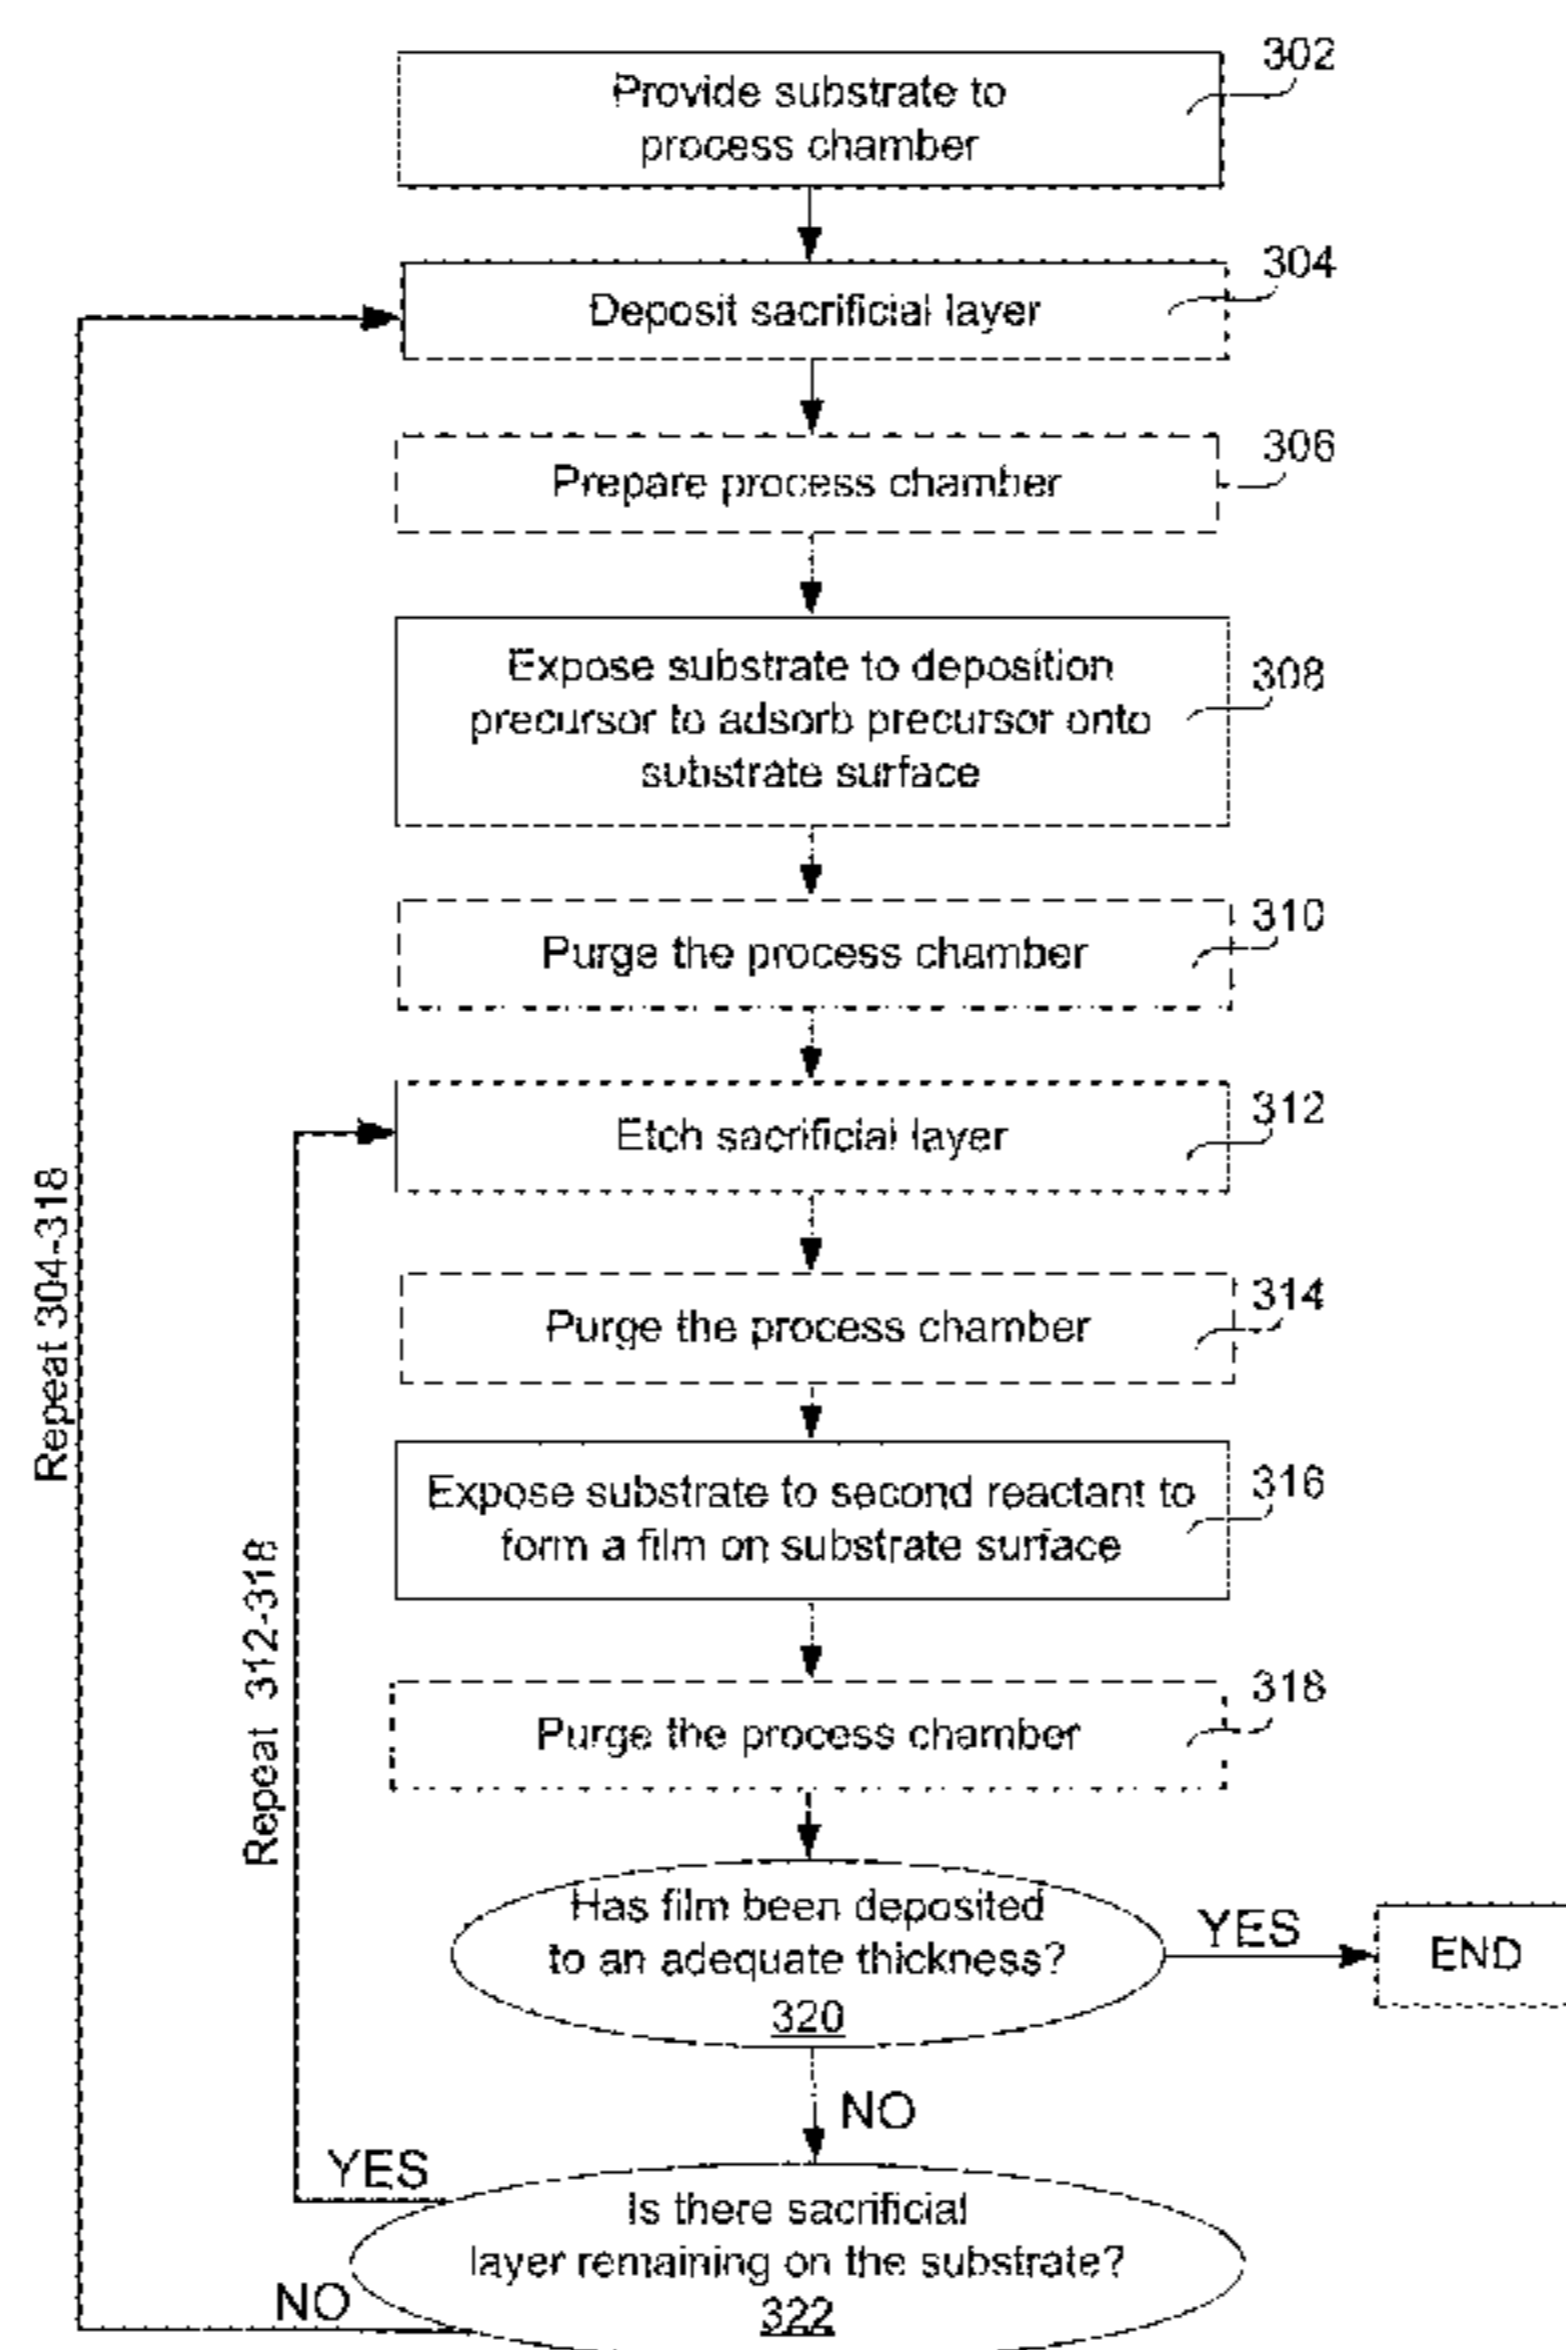 302
Provide substrate to
process chamber
304
Deposit sacrificial layer
306
Prepare process chamber
308
Expose substrate to deposition
precursor to adsorb precursor onto
substrate surface
310
Purge the process chamber
312
Etch sacrificial layer
314
Purge the process chamber
316
Expose substrate to second reactant to
form a film on substrate surface
318
Purge the process chamber
Repeat 304-318
Repeat 312-318
Has film been deposited
to an adequate thickness?
320
YES
END
NO
YES
Is there sacrificial
layer remaining on the substrate?
322
NO